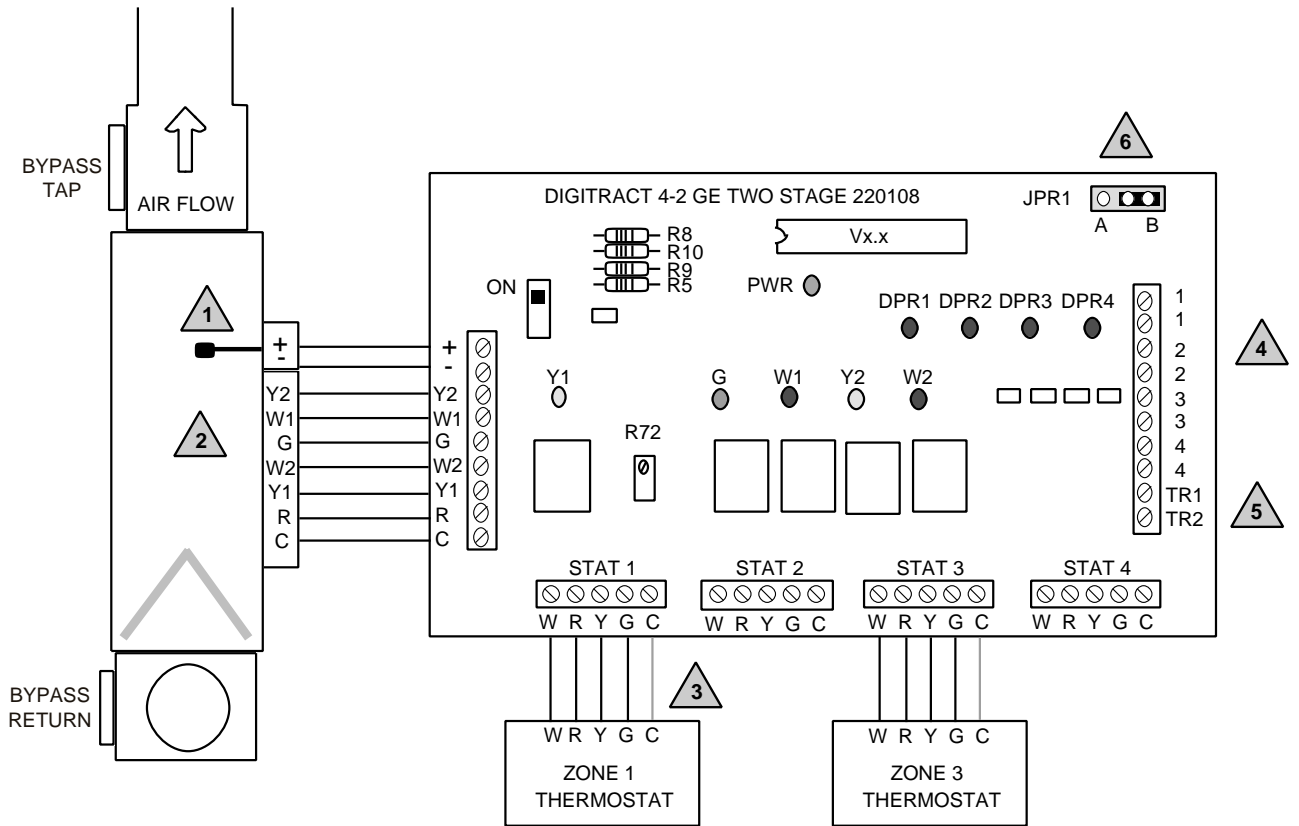 6
BYPASS
TAP
AIR FLOW
DIGITRACT 4-2 GE TWO STAGE 220108
JPR1
A B
Vx.x
R8
R10
R9
R5
ON
PWR
DPR1 DPR2 DPR3 DPR4
1
1
2
2
3
3
4
4
TR1
TR2
4
5
1
2
+
-
Y2
W1
G
W2
Y1
R
C
+
-
Y2
W1
G
W2
Y1
R
C
Y1
G W1 Y2 W2
R72
STAT 1
W R Y G C
STAT 2
W R Y G C
STAT 3
W R Y G C
STAT 4
W R Y G C
3
BYPASS
RETURN
W R Y G C
ZONE 1
THERMOSTAT
W R Y G C
ZONE 3
THERMOSTAT